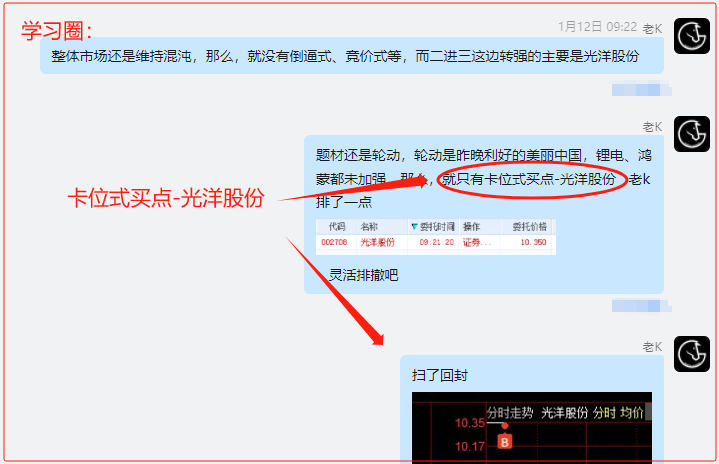 学习圈：
1月12日 09:22 老K
整体市场还是维持混沌，那么，就没有倒逼式、竞价式等，而二进三这边转强的主要是光洋股份
老K
题材还是轮动，轮动是昨晚利好的美丽中国，锂电、鸿
蒙都未加强，那么，就只有卡位式买点-光洋股份 老k
排了一点
卡位式买点-光洋股份
代码 名称 委托时间 操作 委托价格
002708 光洋股份 09:21:20 证券... 10.350
灵活排撤吧
老K
扫了回封
分时走势 光洋股份 分时 均价
10.35
B
10.17